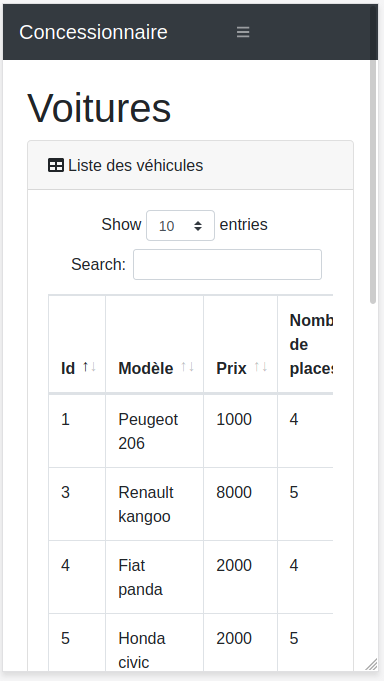 Concessionnaire
Voitures
Liste des véhicules
Show 10 entries
Search:
Id Modèle Prix Nomb de places
1 Peugeot 206 1000 4
3 Renault kangoo 8000 5
4 Fiat panda 2000 4
5 Honda civic 2000 5